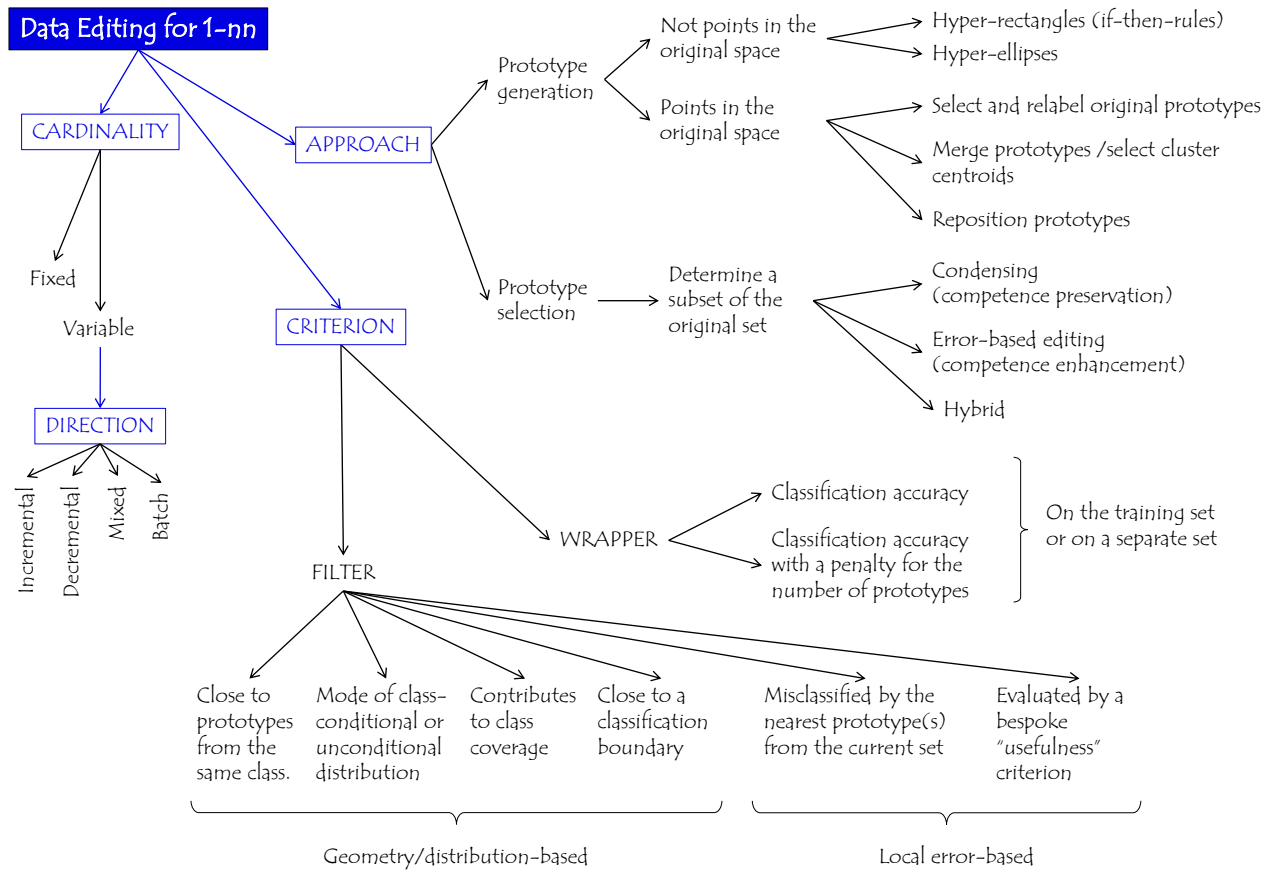 Data Editing for 1-nn
CARDINALITY
Fixed
Variable
DIRECTION
Incremental
Decremental
Mixed
Batch
APPROACH
Prototype
generation
Not points in the
original space
Hyper-rectangles (if-then-rules)
Hyper-ellipses
Points in the
original space
Select and relabel original prototypes
Merge prototypes /select cluster
centroids
Reposition prototypes
Prototype
selection
Determine a
subset of the
original set
Condensing
(competence preservation)
Error-based editing
(competence enhancement)
Hybrid
CRITERION
WRAPPER
Classification accuracy
Classification accuracy
with a penalty for the
number of prototypes
On the training set
or on a separate set
FILTER
Close to
prototypes
from the
same class.
Mode of class-
conditional or
unconditional
distribution
Contributes
to class
coverage
Close to a
classification
boundary
Misclassified by the
nearest prototype(s)
from the current set
Evaluated by a
bespoke
“usefulness”
criterion
Geometry/distribution-based
Local error-based